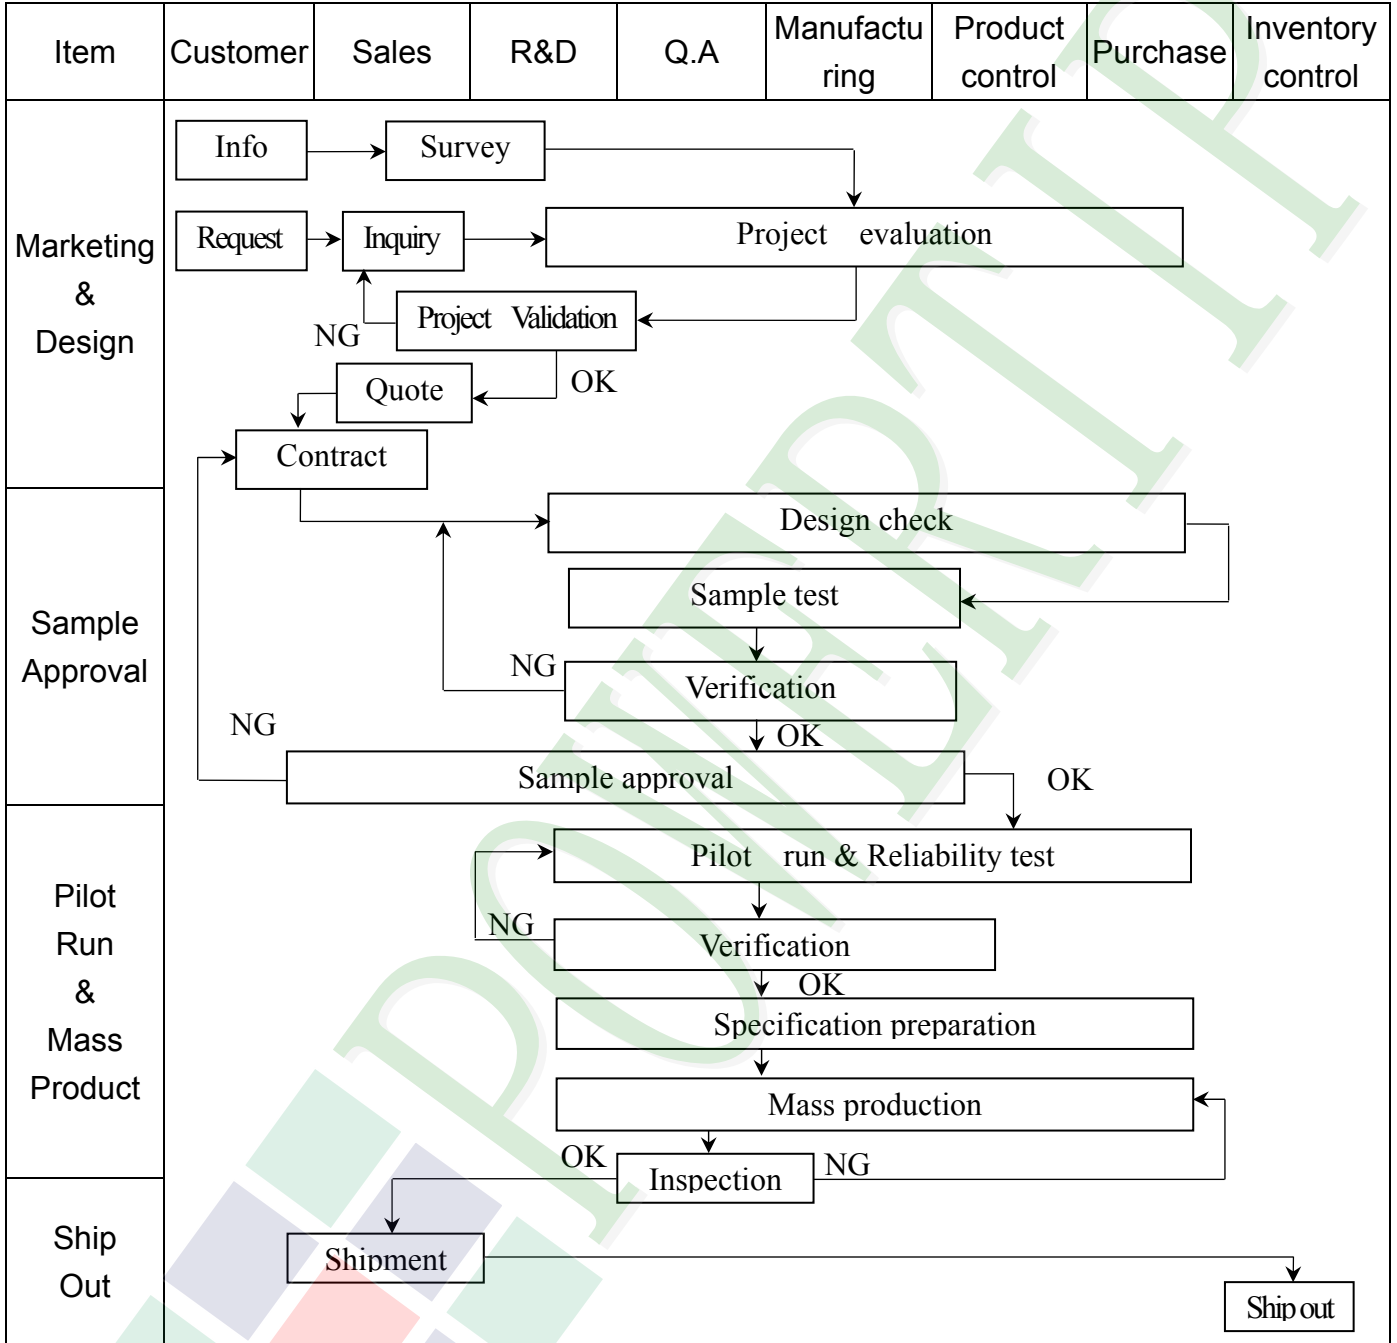 Item
Customer
Sales
R&D
Q.A
Manufactu
ring
Product
control
Purchase
Inventory
control
Marketing
&
Design
Info
Survey
Request
Inquiry
Project evaluation
NG
Project Validation
Quote
OK
Contract
Sample
Approval
Design check
Sample test
NG
Verification
NG
OK
Sample approval
OK
Pilot
Run
&
Mass
Product
Pilot run & Reliability test
NG
Verification
OK
Specification preparation
Mass production
OK
Inspection
NG
Ship
Out
Shipment
Ship out
POWERTIP